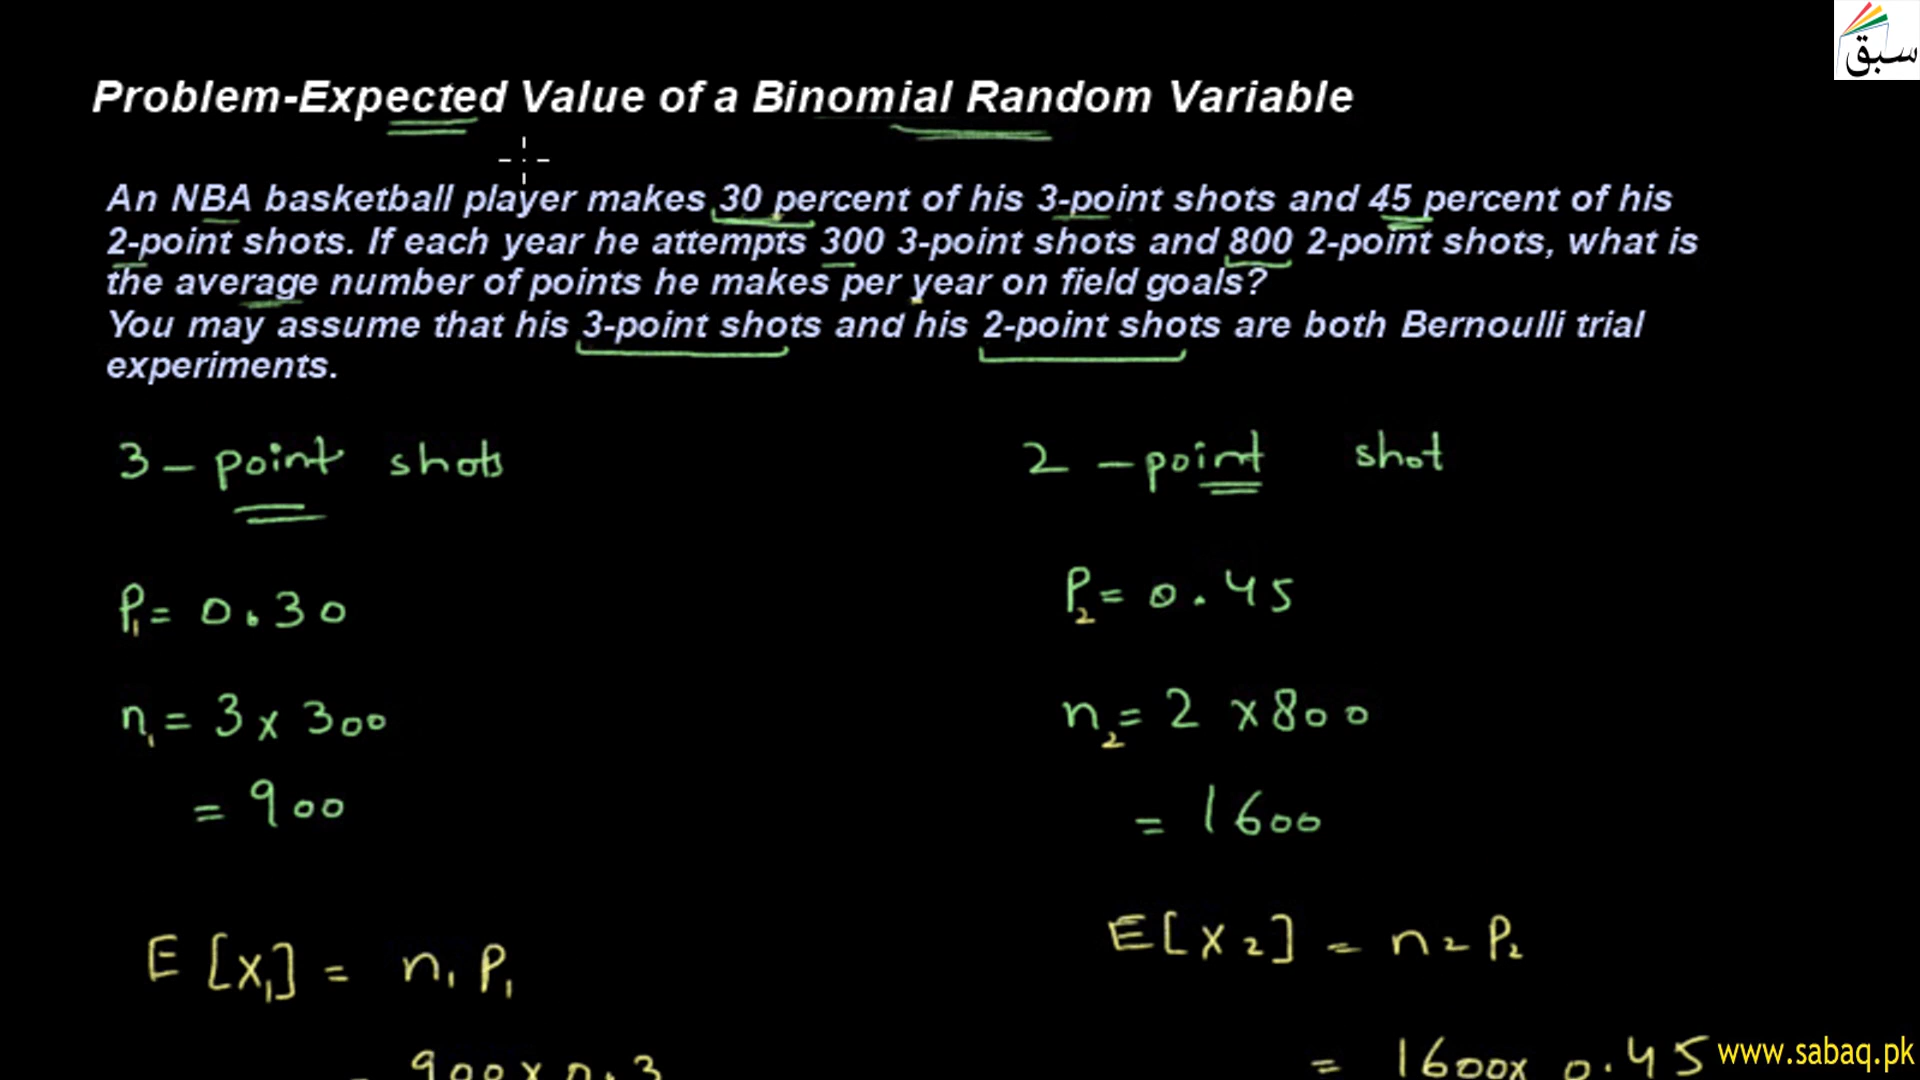 سبق
Problem-Expected Value of a Binomial Random Variable
An NBA basketball player makes 30 percent of his 3-point shots and 45 percent of his
2-point shots. If each year he attempts 300 3-point shots and 800 2-point shots, what is
the average number of points he makes per year on field goals?
You may assume that his 3-point shots and his 2-point shots are both Bernoulli trial
experiments.
3-point shots
P₁= 0.30
n₁= 3 x 300
= 900
E[X₁] = n₁ P₁
= 900 x 0.3
2-point shot
P₂= 0.45
n₂= 2 x 800
= 1600
E[X₂] = n₂ P₂
= 1600x 0.45
www.sabaq.pk